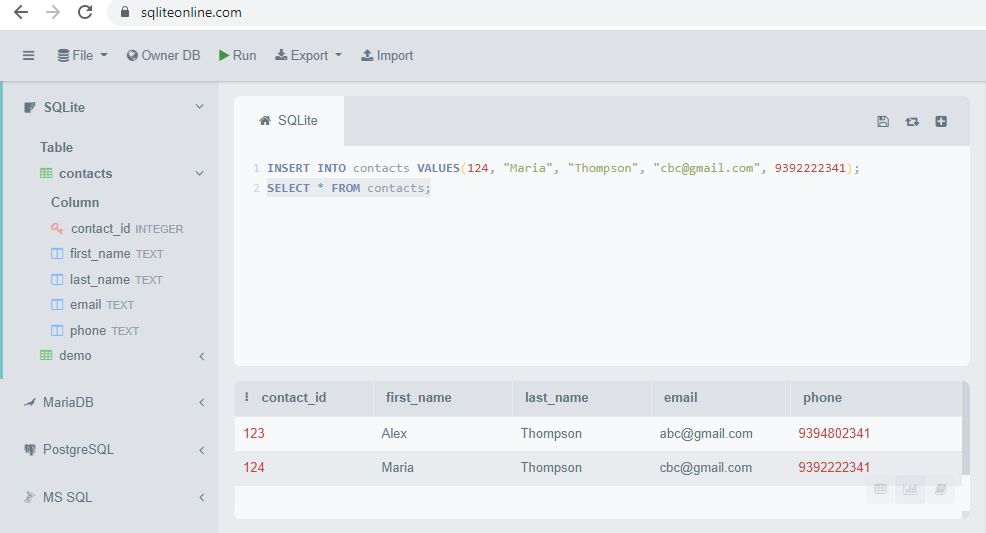 sqliteonline.com
File Owner DB Run Export Import
SQLite
Table
contacts
Column
contact_id INTEGER
first_name TEXT
last_name TEXT
email TEXT
phone TEXT
demo
MariaDB
PostgreSQL
MS SQL
SQLite
1 INSERT INTO contacts VALUES(124, "Maria", "Thompson", "cbc@gmail.com", 9392222341);
2 SELECT * FROM contacts;
contact_id first_name last_name email phone
123 Alex Thompson abc@gmail.com 9394802341
124 Maria Thompson cbc@gmail.com 9392222341